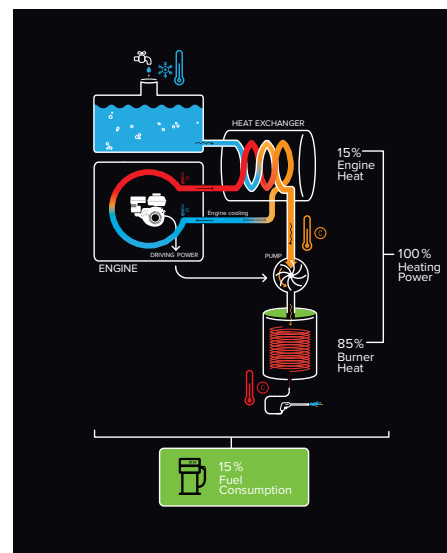 HEAT EXCHANGER
15%
Engine
Heat
Engine cooling
DRIVING POWER
ENGINE
PUMP
C
100%
Heating
Power
85%
Burner
Heat
C
15%
Fuel
Consumption